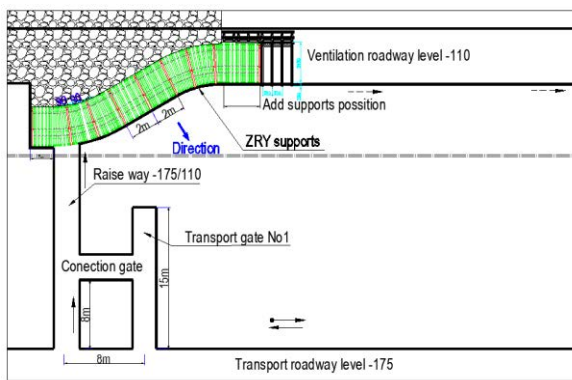 Ventilation roadway level -110
Add supports possition
2m
2m
ZRY supports
Direction
Raise way -175/110
Transport gate No1
Conection gate
15m
8m
8m
Transport roadway level -175